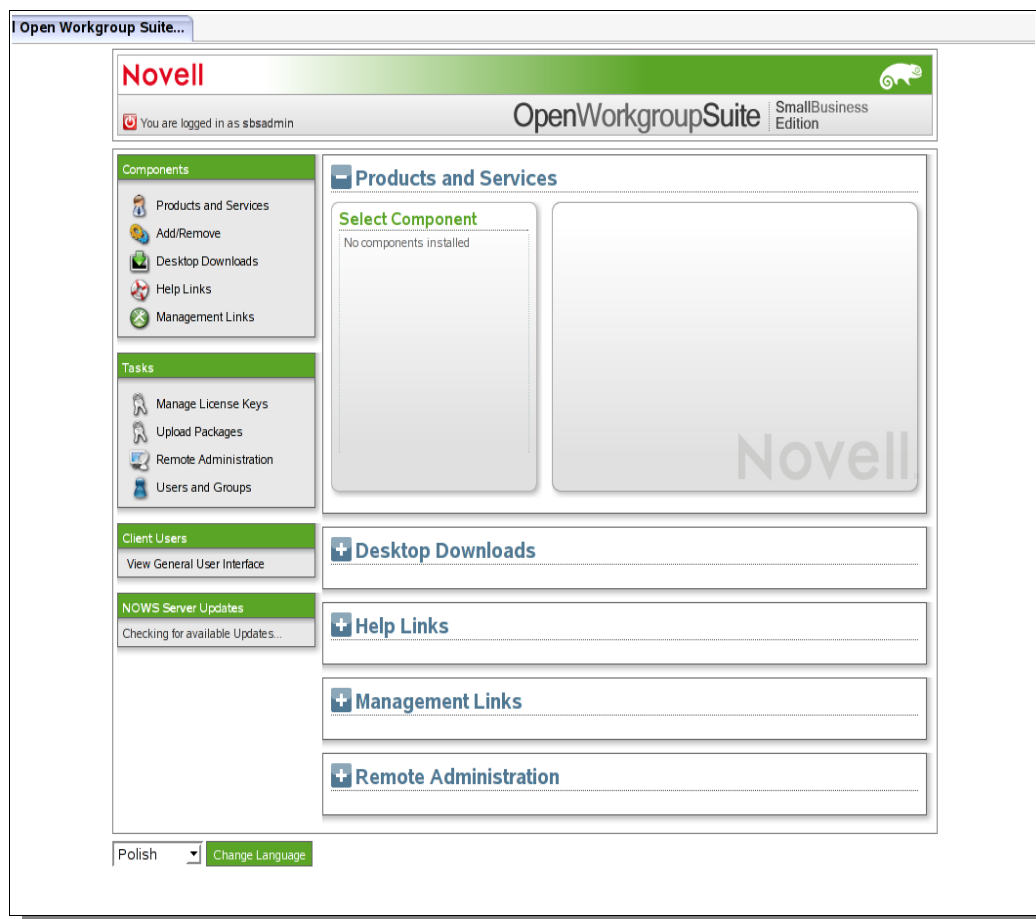 l Open Workgroup Suite...
Novell
You are logged in as sbsadmin
OpenWorkgroupSuite
SmallBusiness
Edition
Components
Products and Services
Add/Remove
Desktop Downloads
Help Links
Management Links
Tasks
Manage License Keys
Upload Packages
Remote Administration
Users and Groups
Client Users
View General User Interface
NOWS Server Updates
Checking for available Updates...
Products and Services
Select Component
No components installed
Novell
Desktop Downloads
Help Links
Management Links
Remote Administration
Polish
Change Language